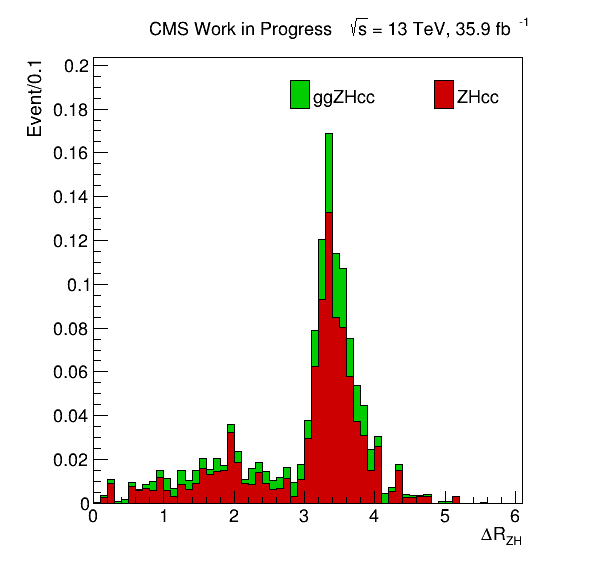 CMS Work in Progress √s = 13 TeV, 35.9 fb⁻¹
Event/0.1
ggZHcc ZHcc
0.2
0.18
0.16
0.14
0.12
0.1
0.08
0.06
0.04
0.02
0
0 1 2 3 4 5 6
ΔR_ZH